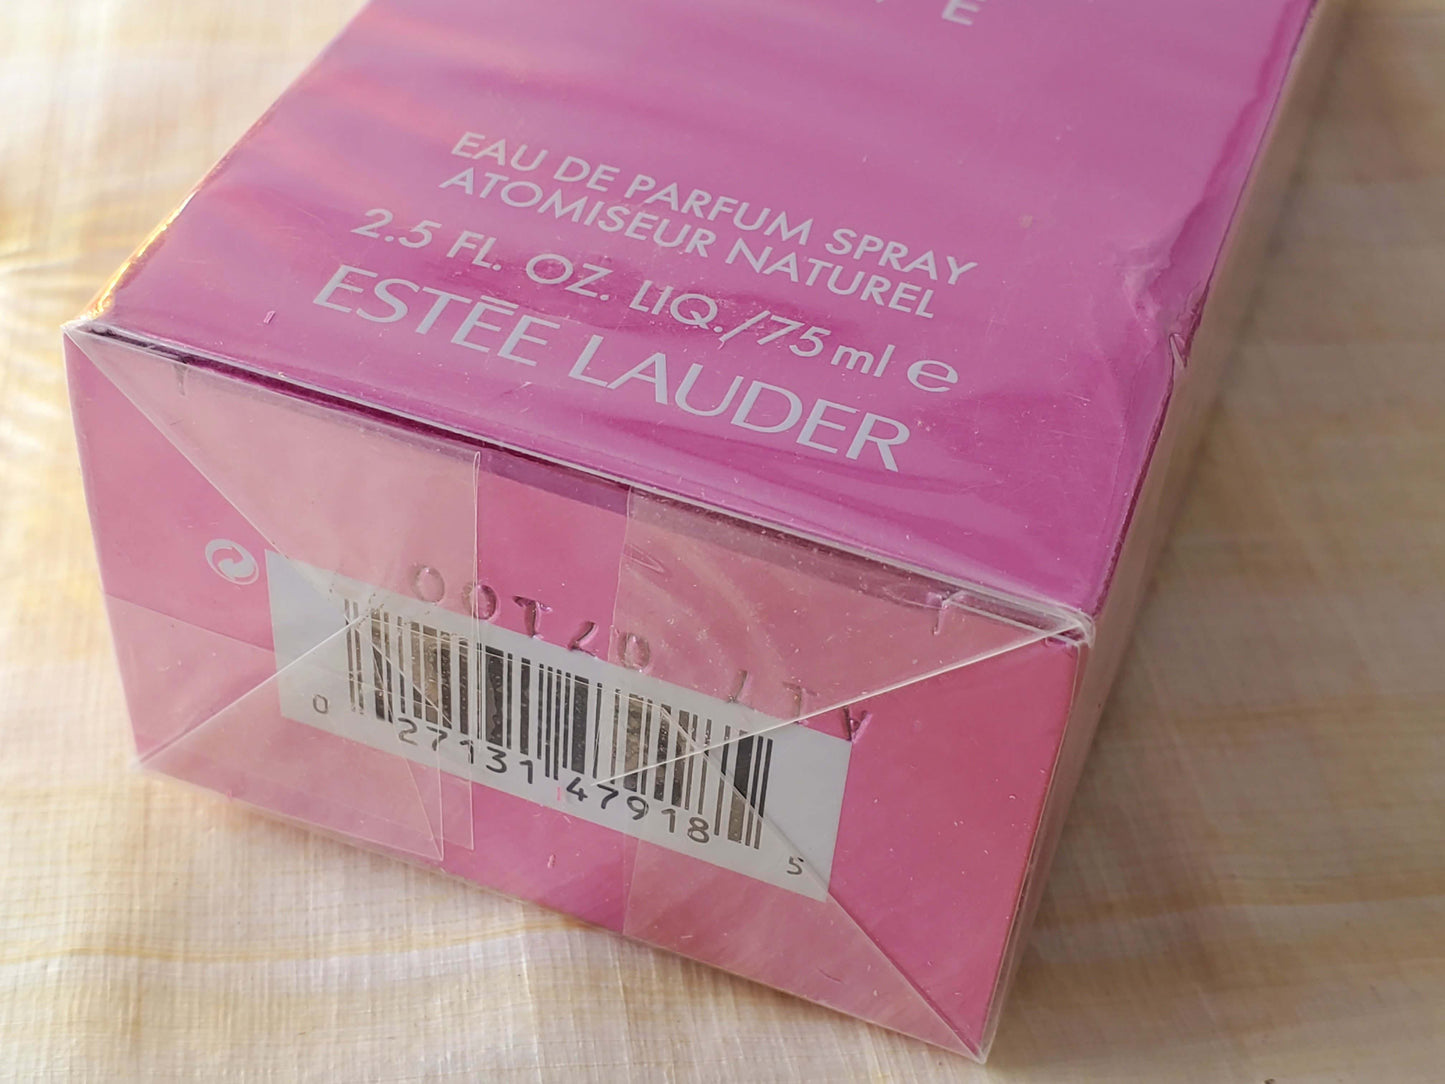 E
EAU DE PARFUM SPRAY
ATOMISEUR NATUREL
2.5 FL. OZ. LIQ./75 ml ℮
ESTĒE LAUDER
0 27131 47918 5